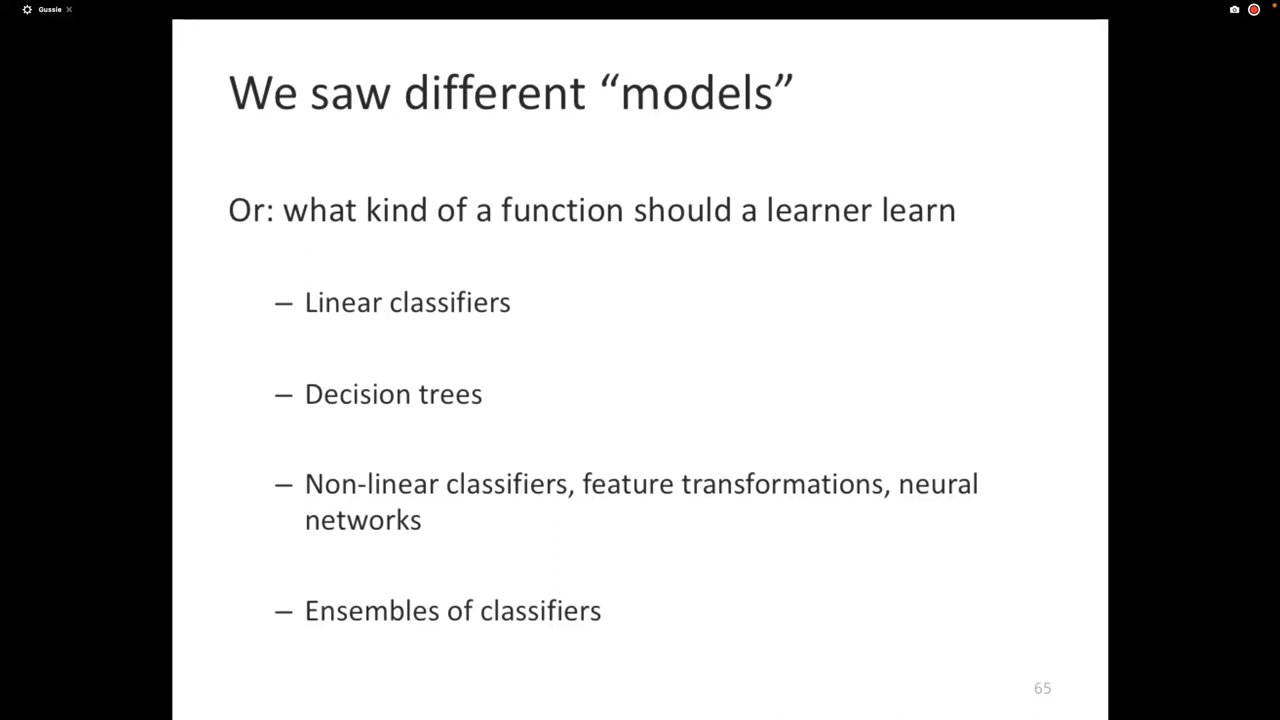 Gussie
We saw different “models”
Or: what kind of a function should a learner learn
– Linear classifiers
– Decision trees
– Non-linear classifiers, feature transformations, neural
networks
– Ensembles of classifiers
65